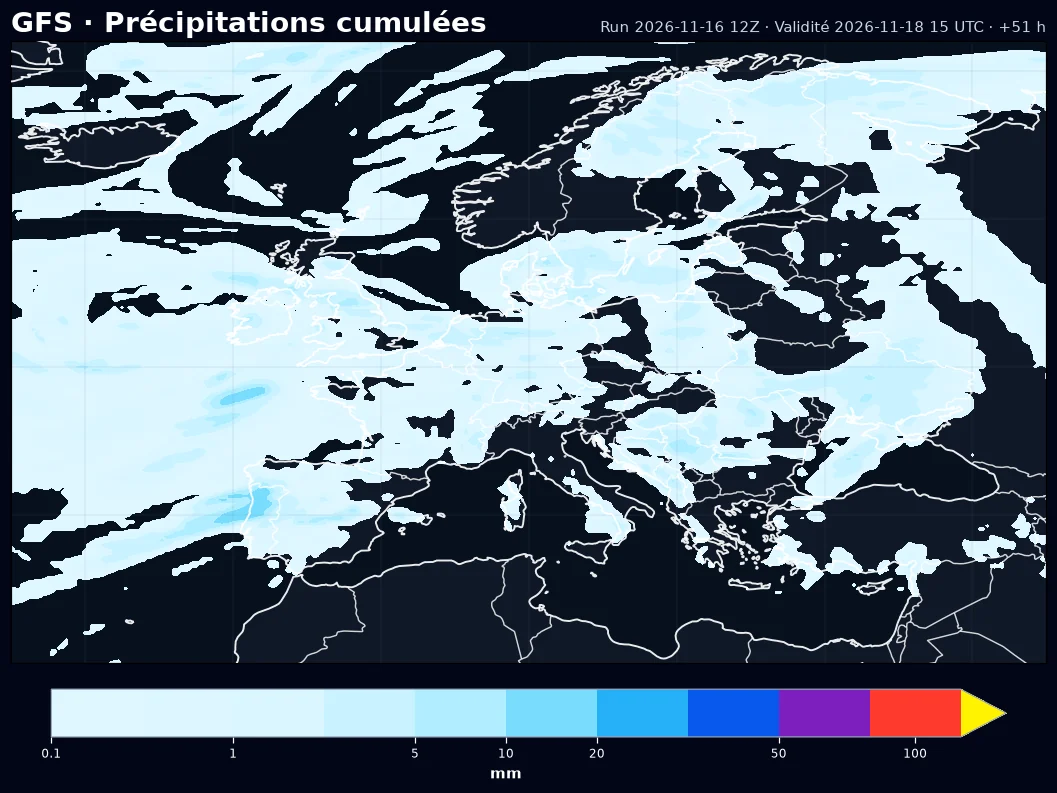 GFS · Précipitations cumulées
Run 2026-11-16 12Z · Validité 2026-11-18 15 UTC · +51 h
0.1 1 5 10 20 50 100
mm